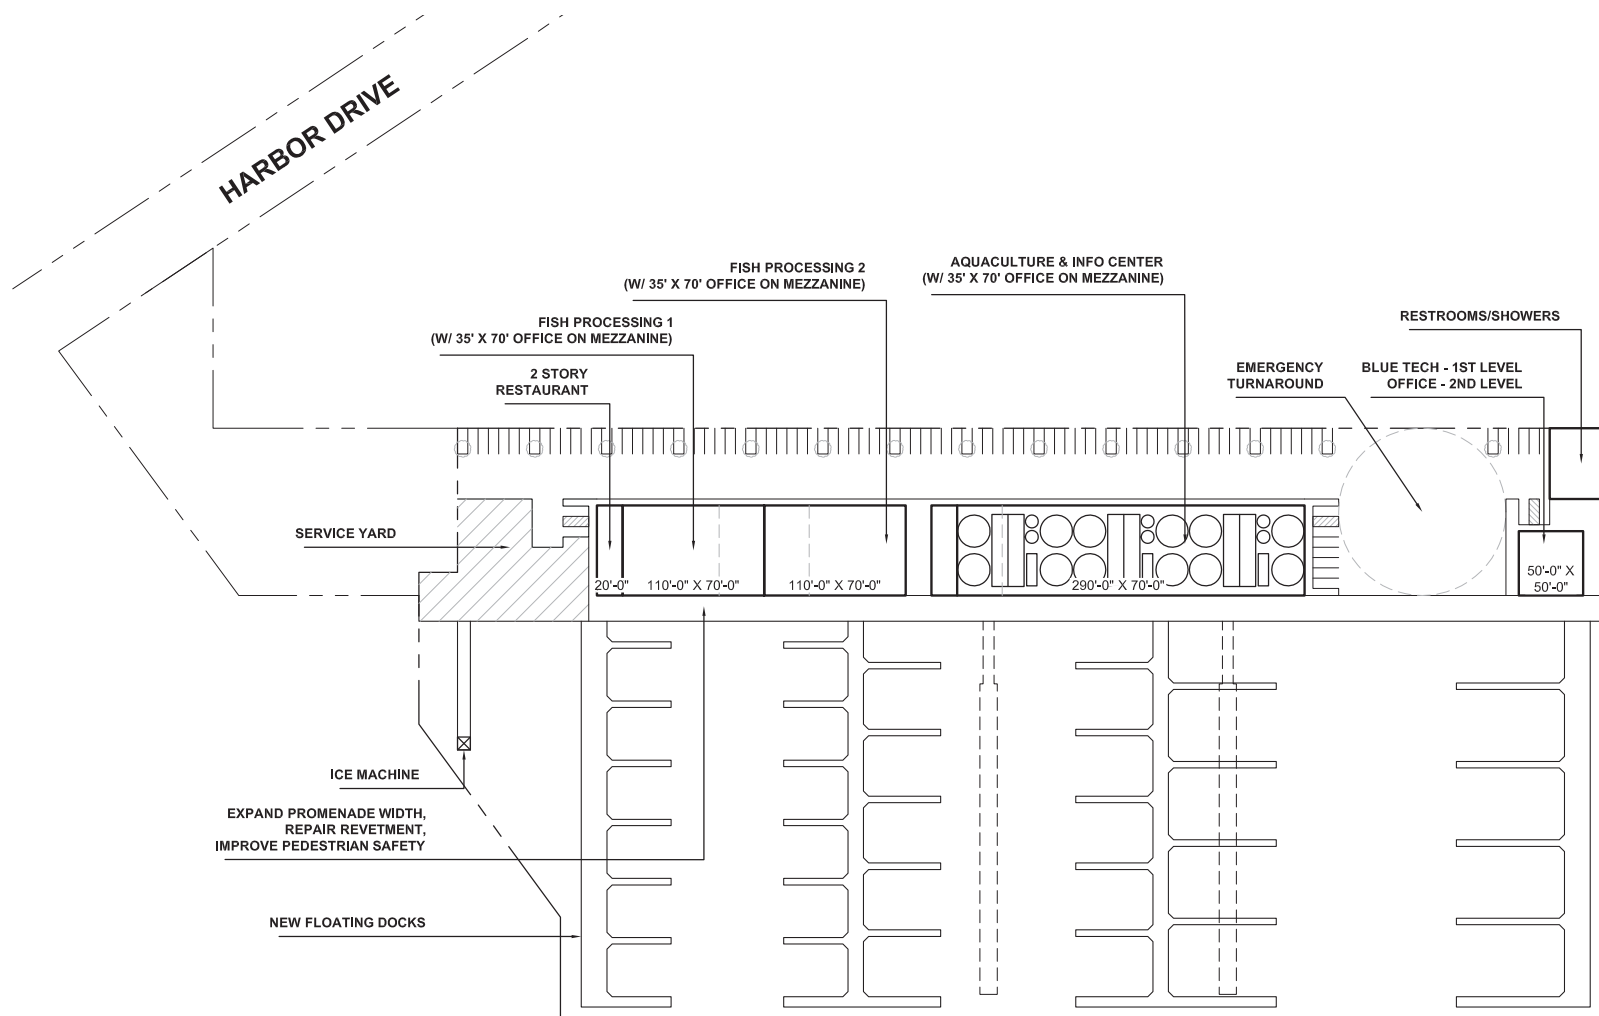 HARBOR DRIVE
AQUACULTURE & INFO CENTER
(W/ 35' X 70' OFFICE ON MEZZANINE)
FISH PROCESSING 2
(W/ 35' X 70' OFFICE ON MEZZANINE)
RESTROOMS/SHOWERS
FISH PROCESSING 1
(W/ 35' X 70' OFFICE ON MEZZANINE)
EMERGENCY
TURNAROUND
BLUE TECH - 1ST LEVEL
OFFICE - 2ND LEVEL
2 STORY
RESTAURANT
SERVICE YARD
20'-0"
110'-0" X 70'-0"
110'-0" X 70'-0"
290'-0" X 70'-0"
50'-0" X
50'-0"
ICE MACHINE
EXPAND PROMENADE WIDTH,
REPAIR REVETMENT,
IMPROVE PEDESTRIAN SAFETY
NEW FLOATING DOCKS